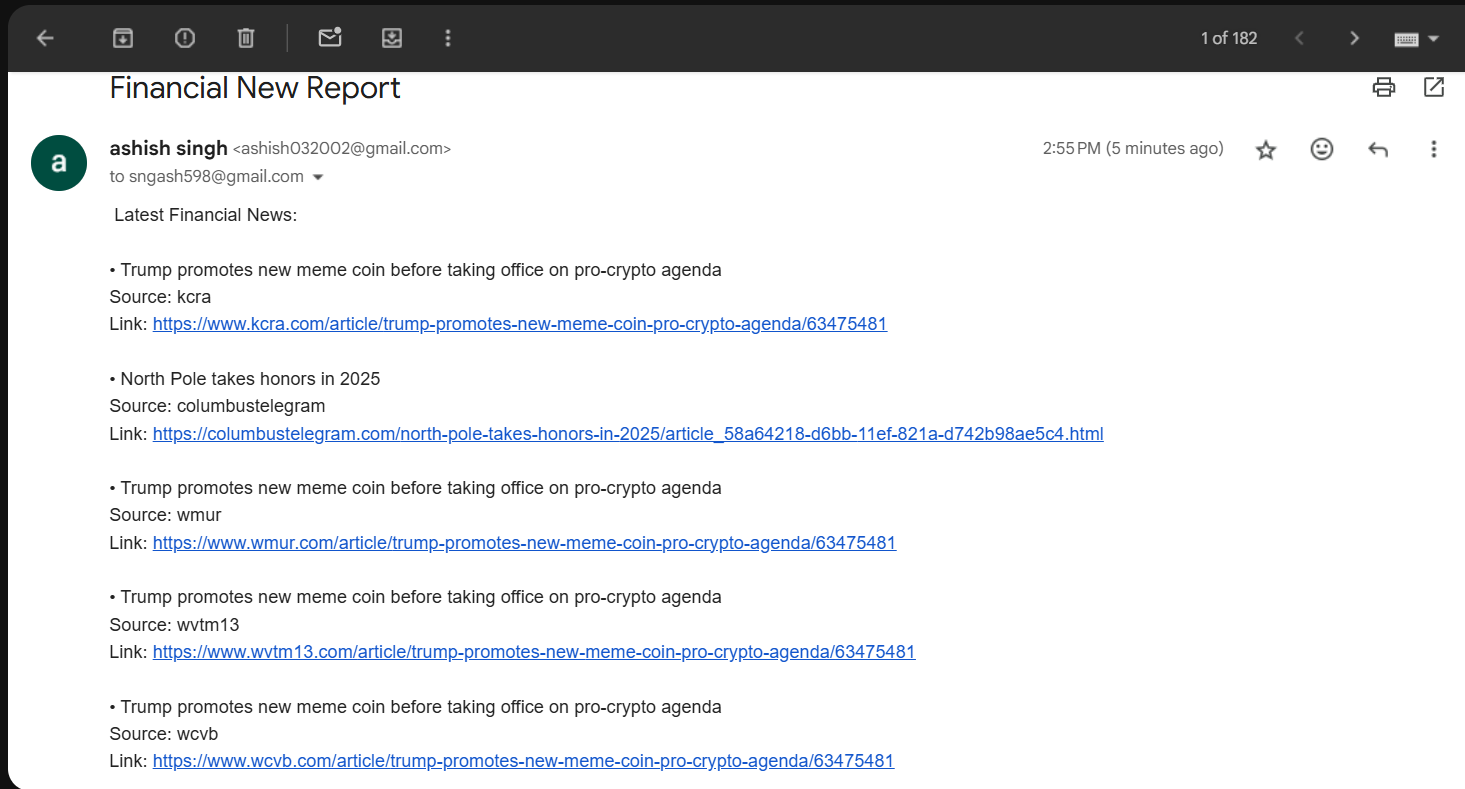 1 of 182
Financial New Report
a
ashish singh <ashish032002@gmail.com>
2:55 PM (5 minutes ago)
to sngash598@gmail.com
Latest Financial News:
• Trump promotes new meme coin before taking office on pro-crypto agenda
Source: kcra
Link: https://www.kcra.com/article/trump-promotes-new-meme-coin-pro-crypto-agenda/63475481
• North Pole takes honors in 2025
Source: columbustelegram
Link: https://columbustelegram.com/north-pole-takes-honors-in-2025/article_58a64218-d6bb-11ef-821a-d742b98ae5c4.html
• Trump promotes new meme coin before taking office on pro-crypto agenda
Source: wmur
Link: https://www.wmur.com/article/trump-promotes-new-meme-coin-pro-crypto-agenda/63475481
• Trump promotes new meme coin before taking office on pro-crypto agenda
Source: wvtm13
Link: https://www.wvtm13.com/article/trump-promotes-new-meme-coin-pro-crypto-agenda/63475481
• Trump promotes new meme coin before taking office on pro-crypto agenda
Source: wcvb
Link: https://www.wcvb.com/article/trump-promotes-new-meme-coin-pro-crypto-agenda/63475481